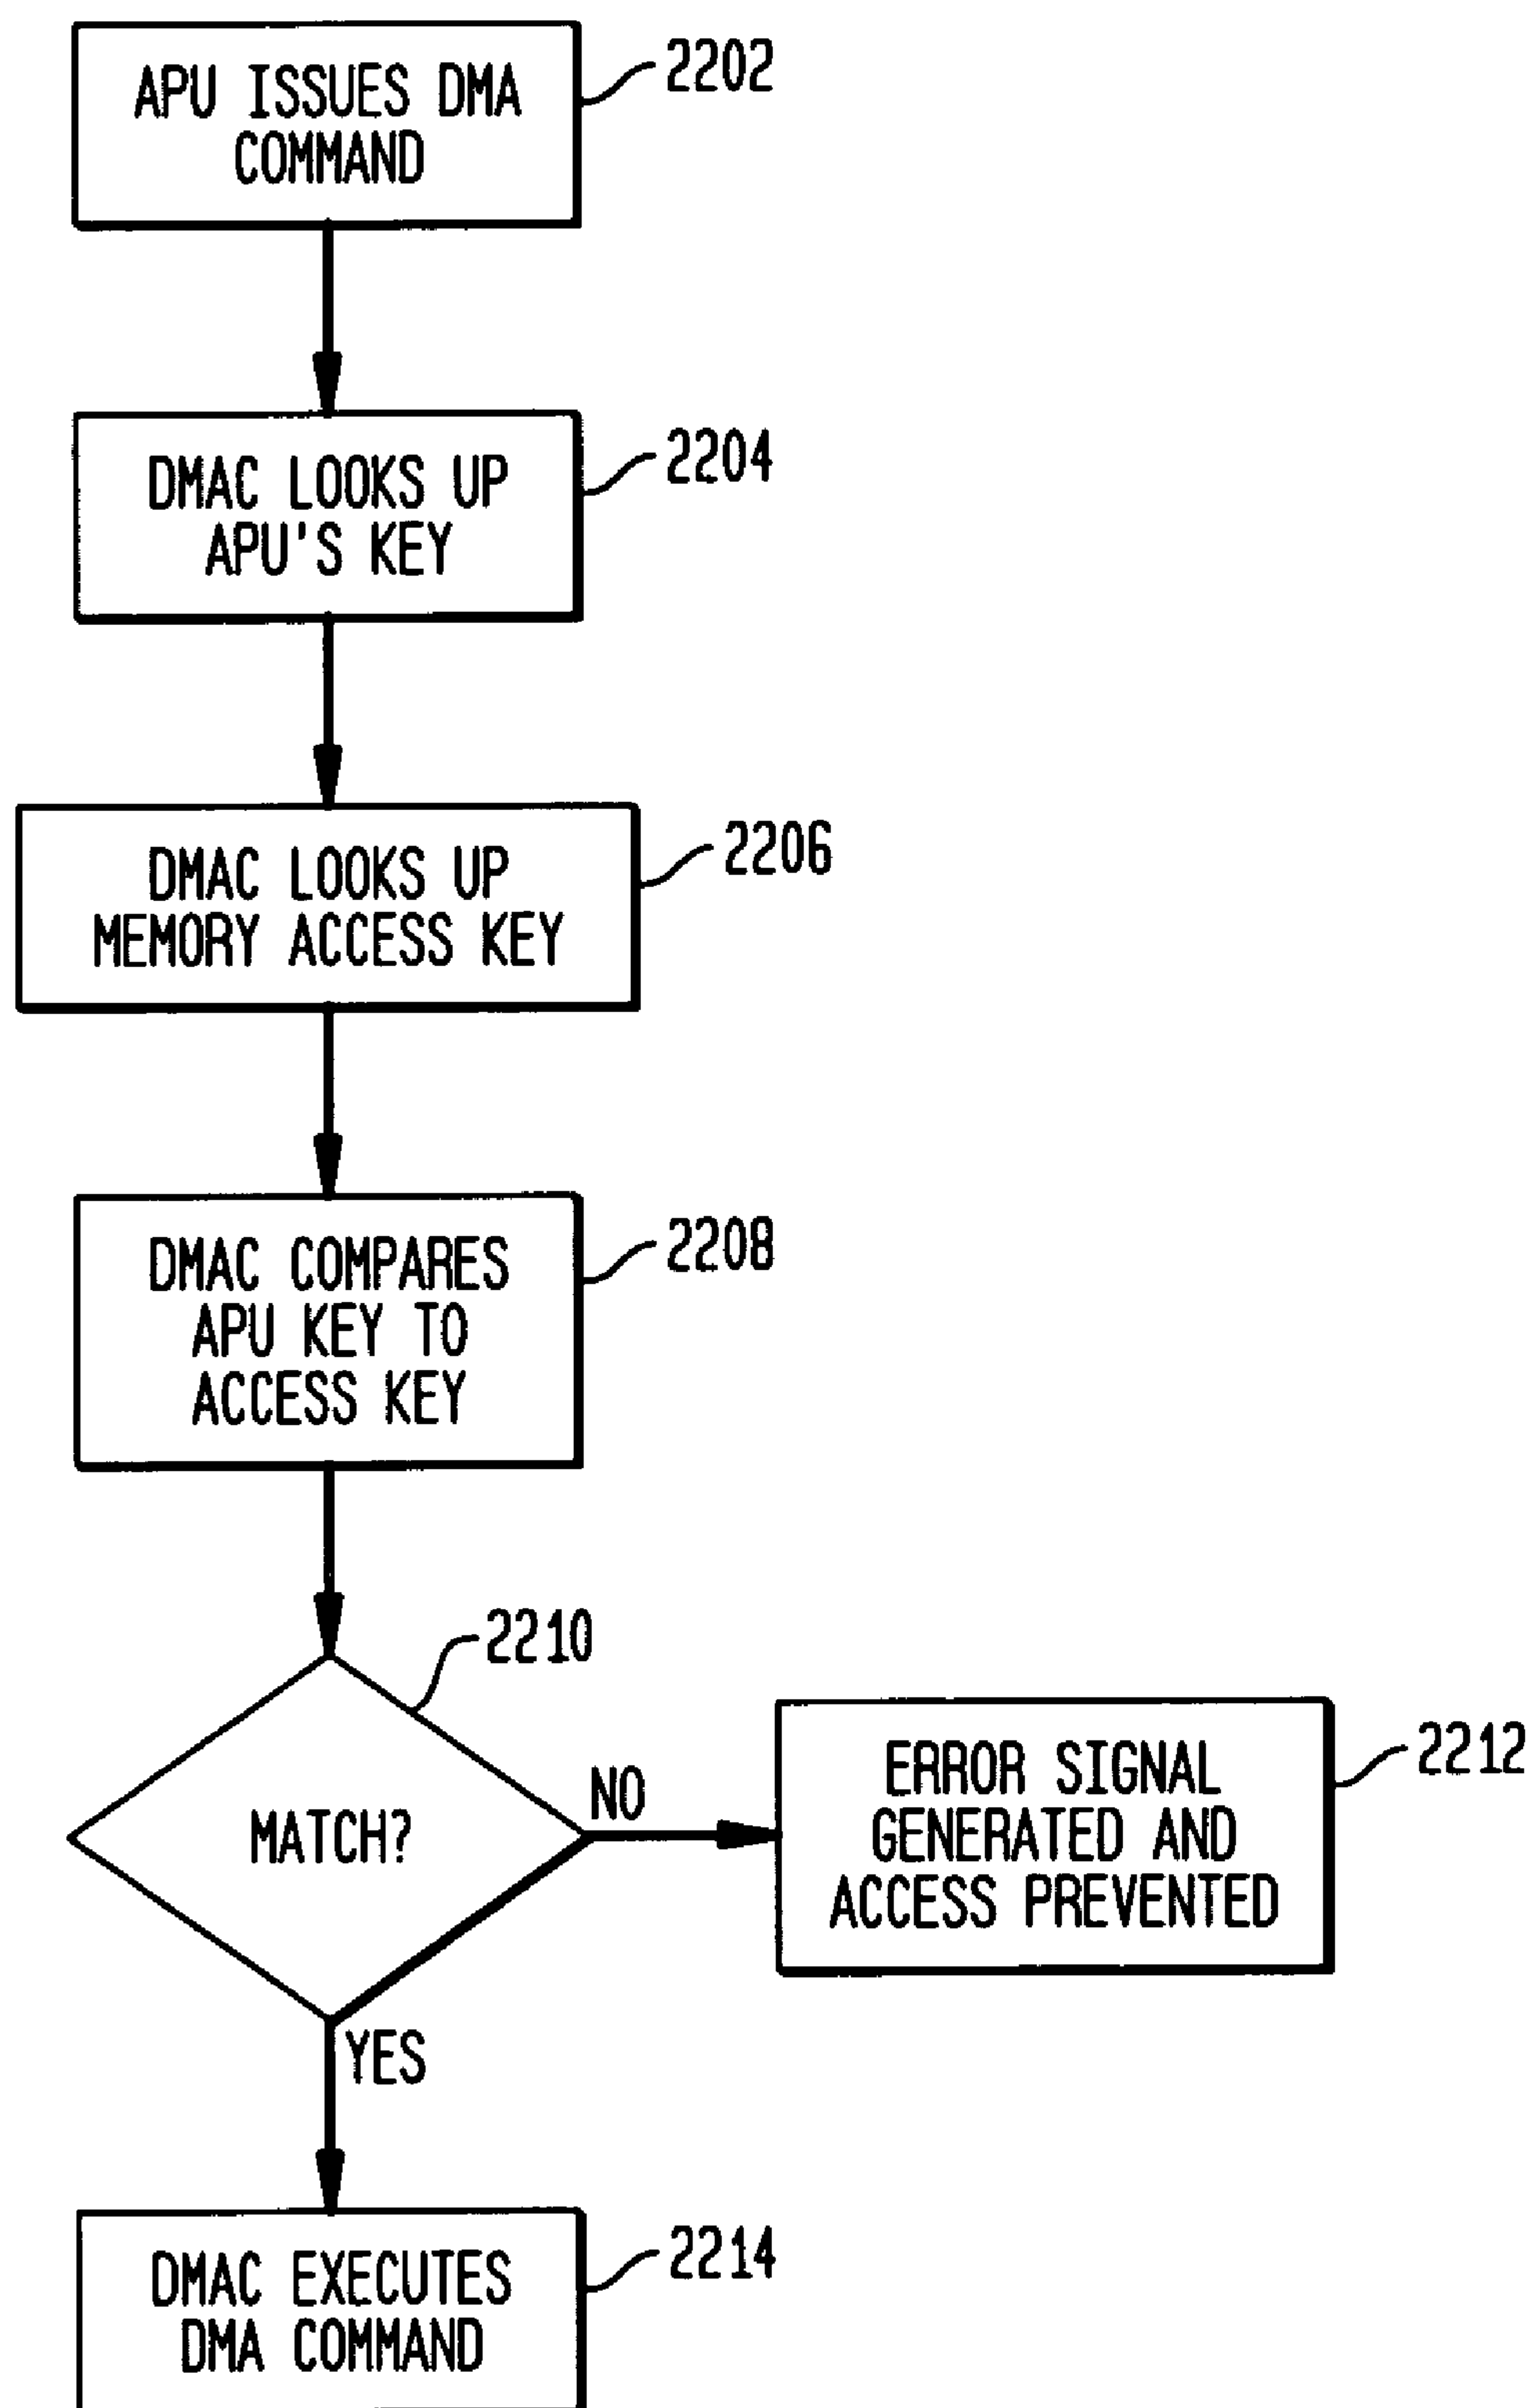 APU ISSUES DMA
COMMAND
2202
DMAC LOOKS UP
APU'S KEY
2204
DMAC LOOKS UP
MEMORY ACCESS KEY
2206
DMAC COMPARES
APU KEY TO
ACCESS KEY
2208
2210
MATCH?
NO
ERROR SIGNAL
GENERATED AND
ACCESS PREVENTED
2212
YES
DMAC EXECUTES
DMA COMMAND
2214